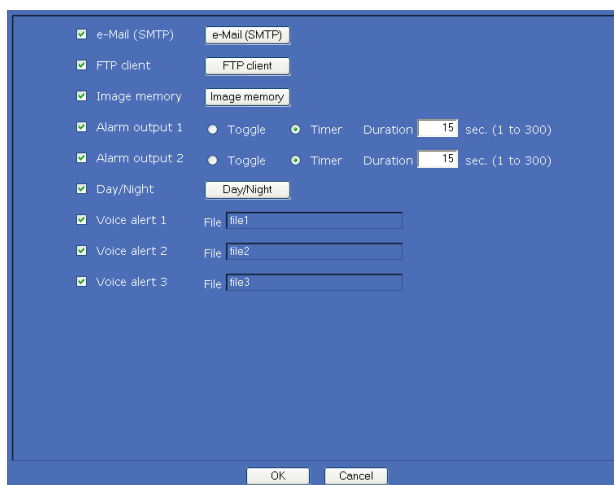 e-Mail (SMTP) e-Mail (SMTP)
FTP client FTP client
Image memory Image memory
Alarm output 1 Toggle Timer Duration 15 sec. (1 to 300)
Alarm output 2 Toggle Timer Duration 15 sec. (1 to 300)
Day/Night Day/Night
Voice alert 1 File file1
Voice alert 2 File file2
Voice alert 3 File file3
OK Cancel